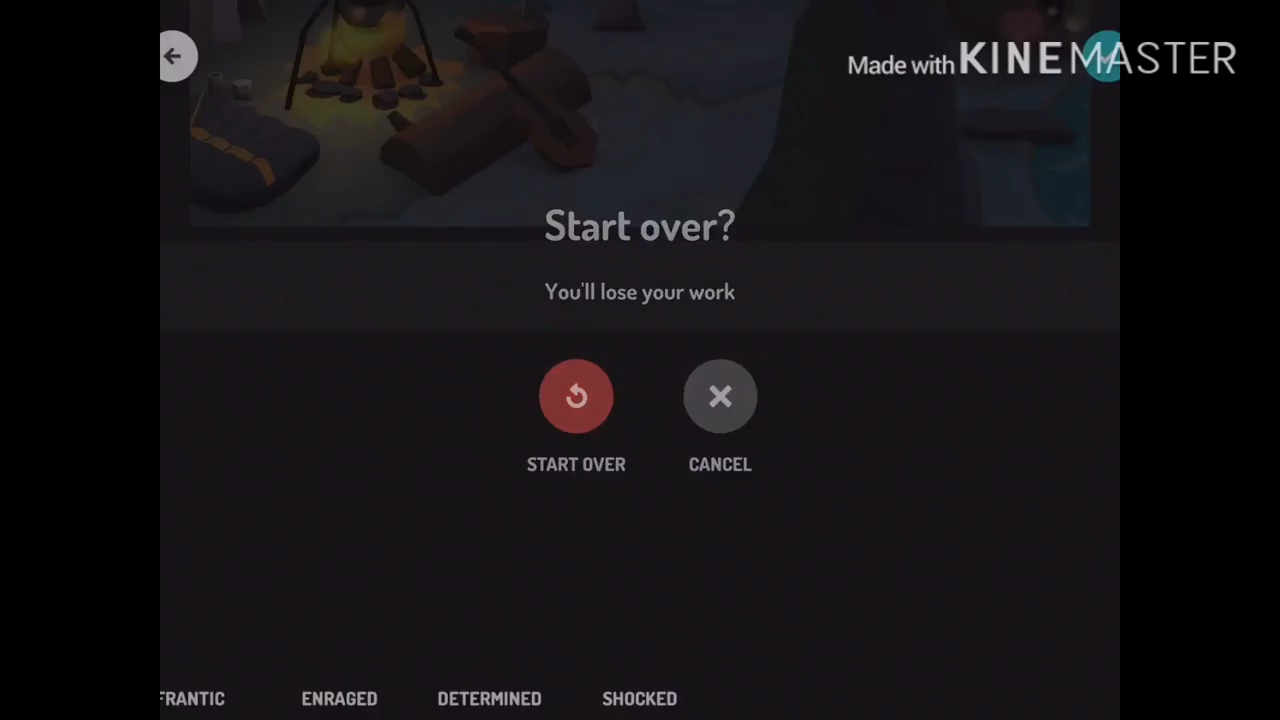 Made with KINEMASTER
Start over?
You'll lose your work
START OVER CANCEL
FRANTIC ENRAGED DETERMINED SHOCKED